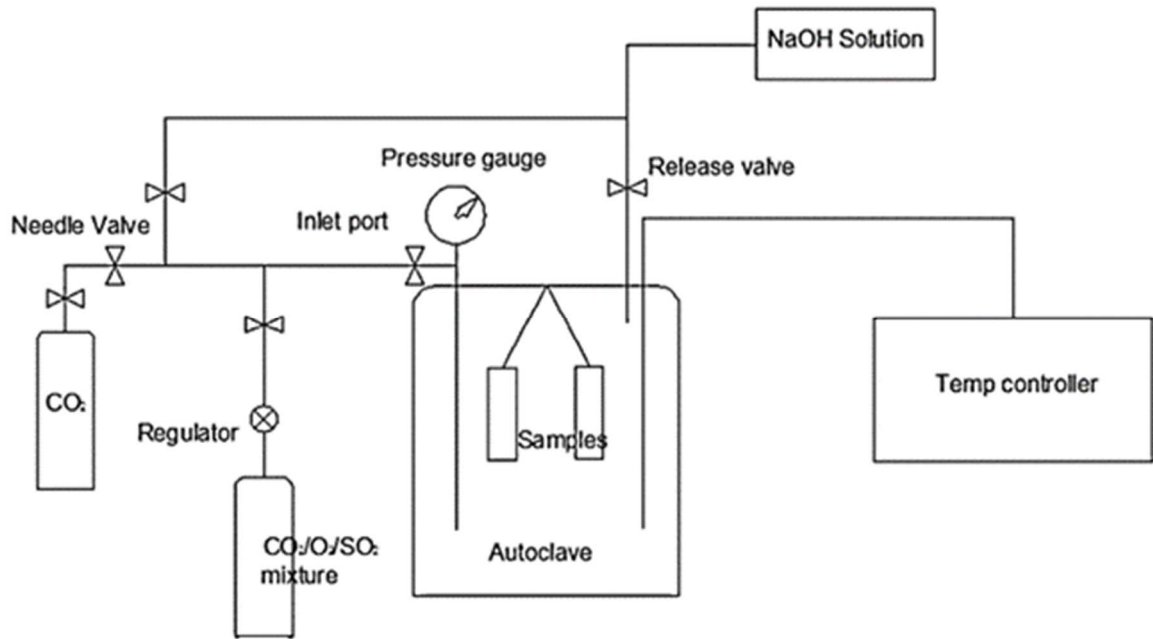 NaOH Solution
Pressure gauge
Release valve
Needle Valve
Inlet port
CO₂
Regulator
Samples
Temp controller
CO₂/O₂/SO₂
mixture
Autoclave